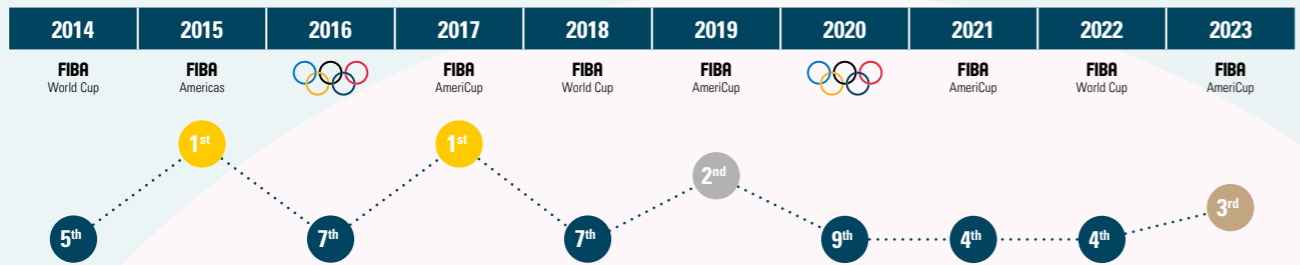 2014 2015 2016 2017 2018 2019 2020 2021 2022 2023
FIBA FIBA FIBA FIBA FIBA FIBA FIBA FIBA
World Cup Americas AmeriCup World Cup AmeriCup AmeriCup World Cup AmeriCup
5th 1st 7th 1st 7th 2nd 9th 4th 4th 3rd